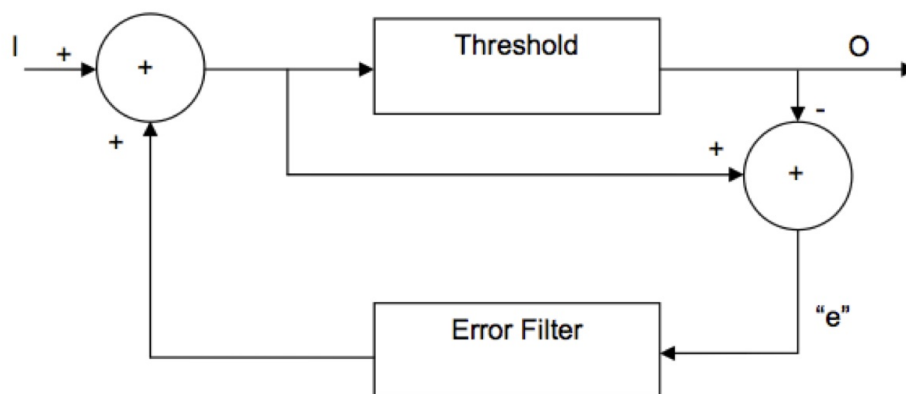 I + + Threshold O
-
+ + +
Error Filter “e”